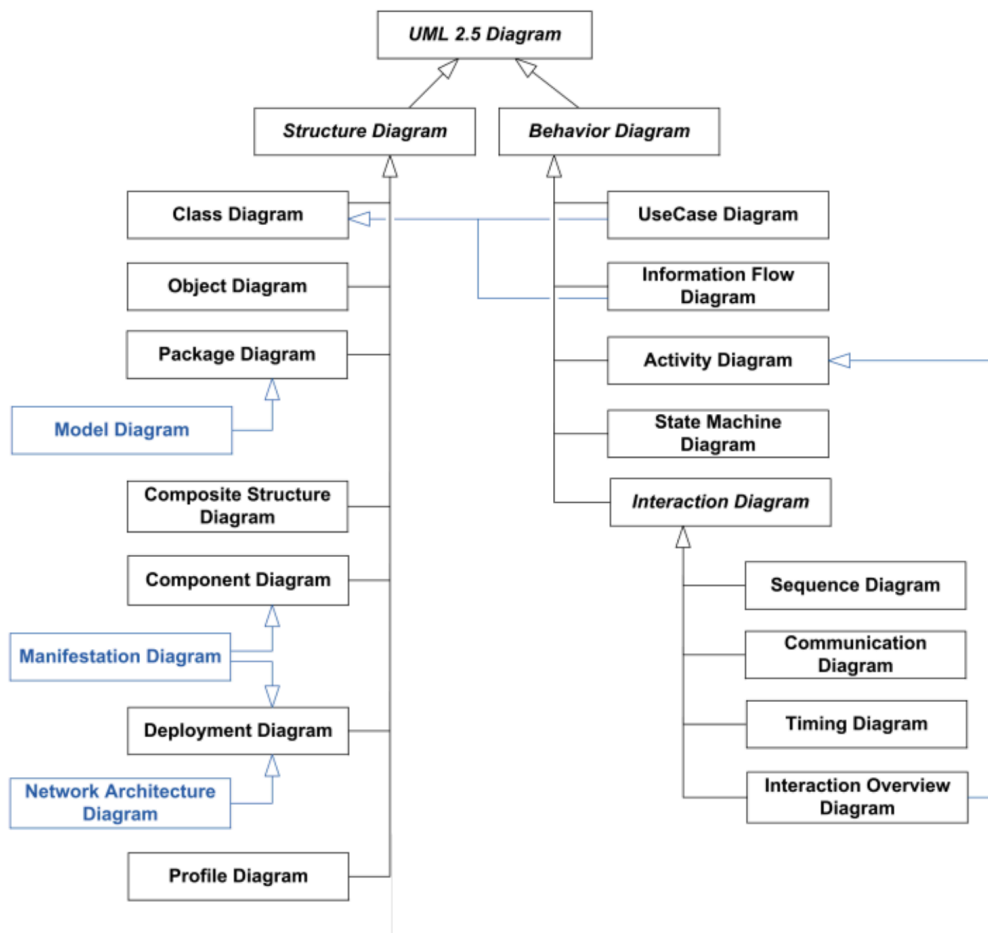 UML 2.5 Diagram
Structure Diagram
Behavior Diagram
Class Diagram
UseCase Diagram
Object Diagram
Information Flow
Diagram
Package Diagram
Activity Diagram
Model Diagram
State Machine
Diagram
Composite Structure
Diagram
Interaction Diagram
Component Diagram
Sequence Diagram
Manifestation Diagram
Communication
Diagram
Deployment Diagram
Timing Diagram
Network Architecture
Diagram
Interaction Overview
Diagram
Profile Diagram